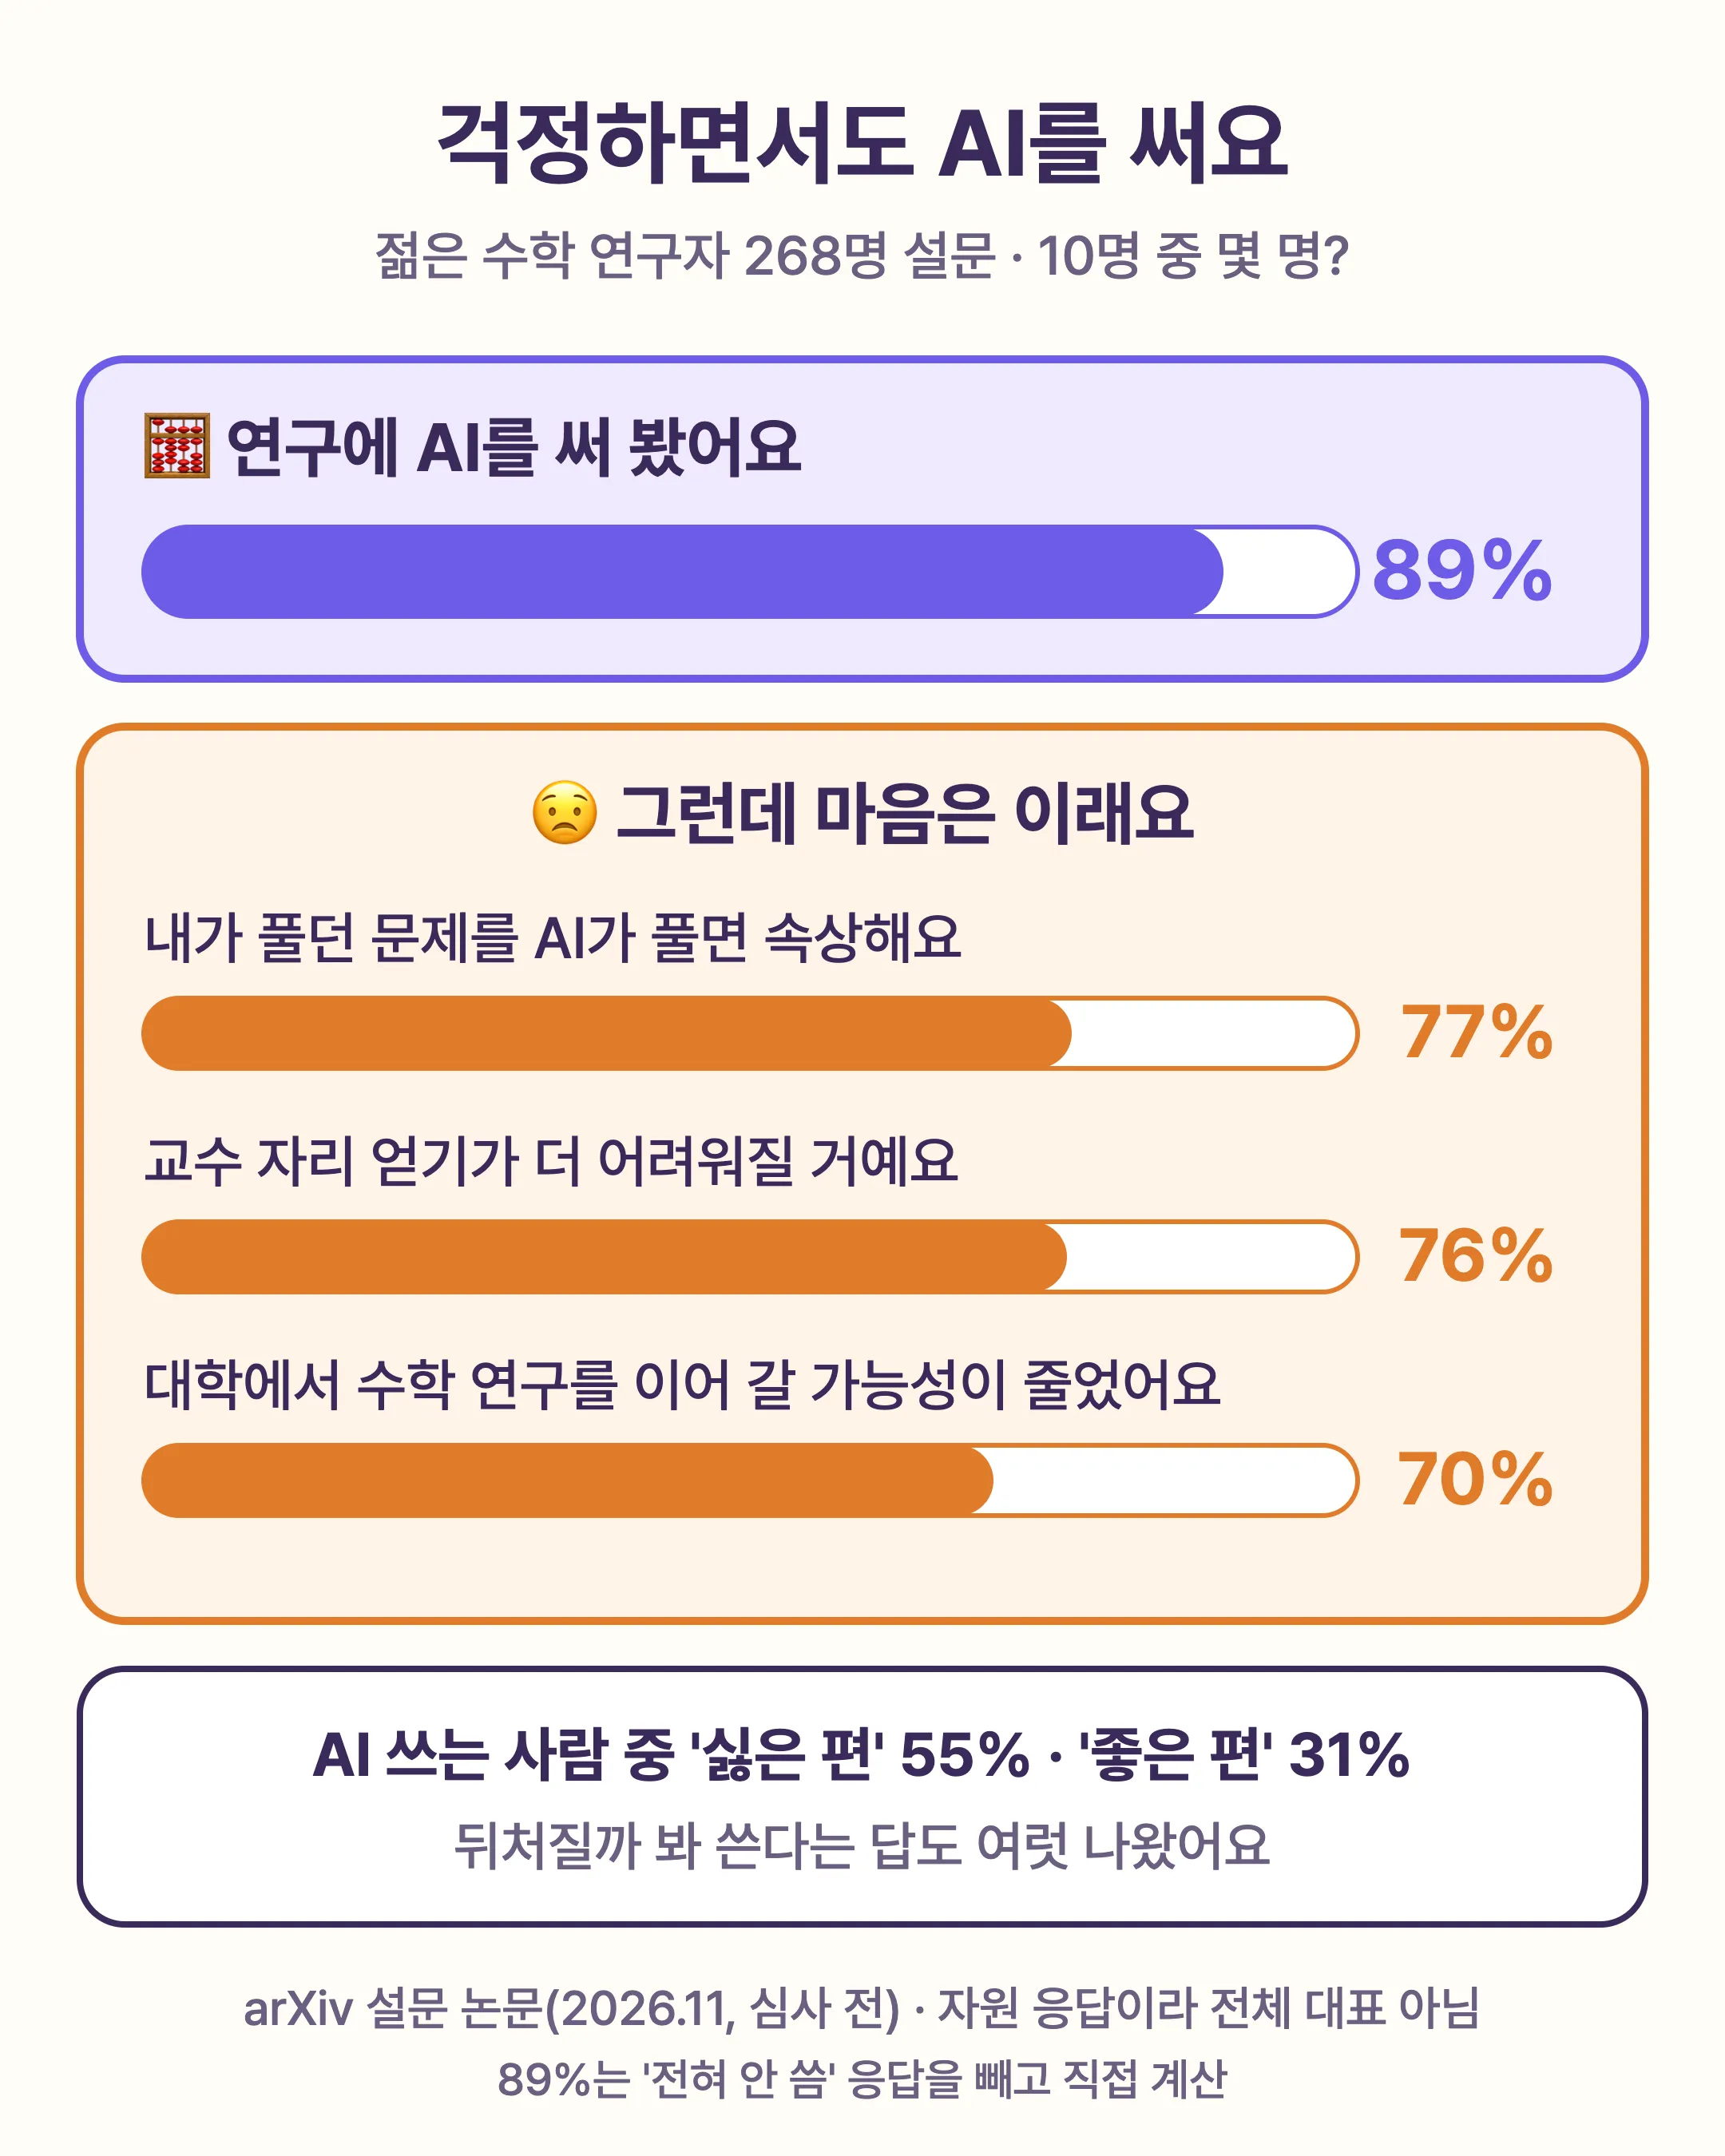 걱정하면서도 AI를 써요
젊은 수학 연구자 268명 설문 · 10명 중 몇 명?
연구에 AI를 써 봤어요
89%
그런데 마음은 이래요
내가 풀던 문제를 AI가 풀면 속상해요
77%
교수 자리 얻기가 더 어려워질 거예요
76%
대학에서 수학 연구를 이어 갈 가능성이 줄었어요
70%
AI 쓰는 사람 중 '싫은 편' 55% · '좋은 편' 31%
뒤처질까 봐 쓴다는 답도 여럿 나왔어요
arXiv 설문 논문(2026.11, 심사 전) · 자원 응답이라 전체 대표 아님
89%는 '전혀 안 씀' 응답을 빼고 직접 계산